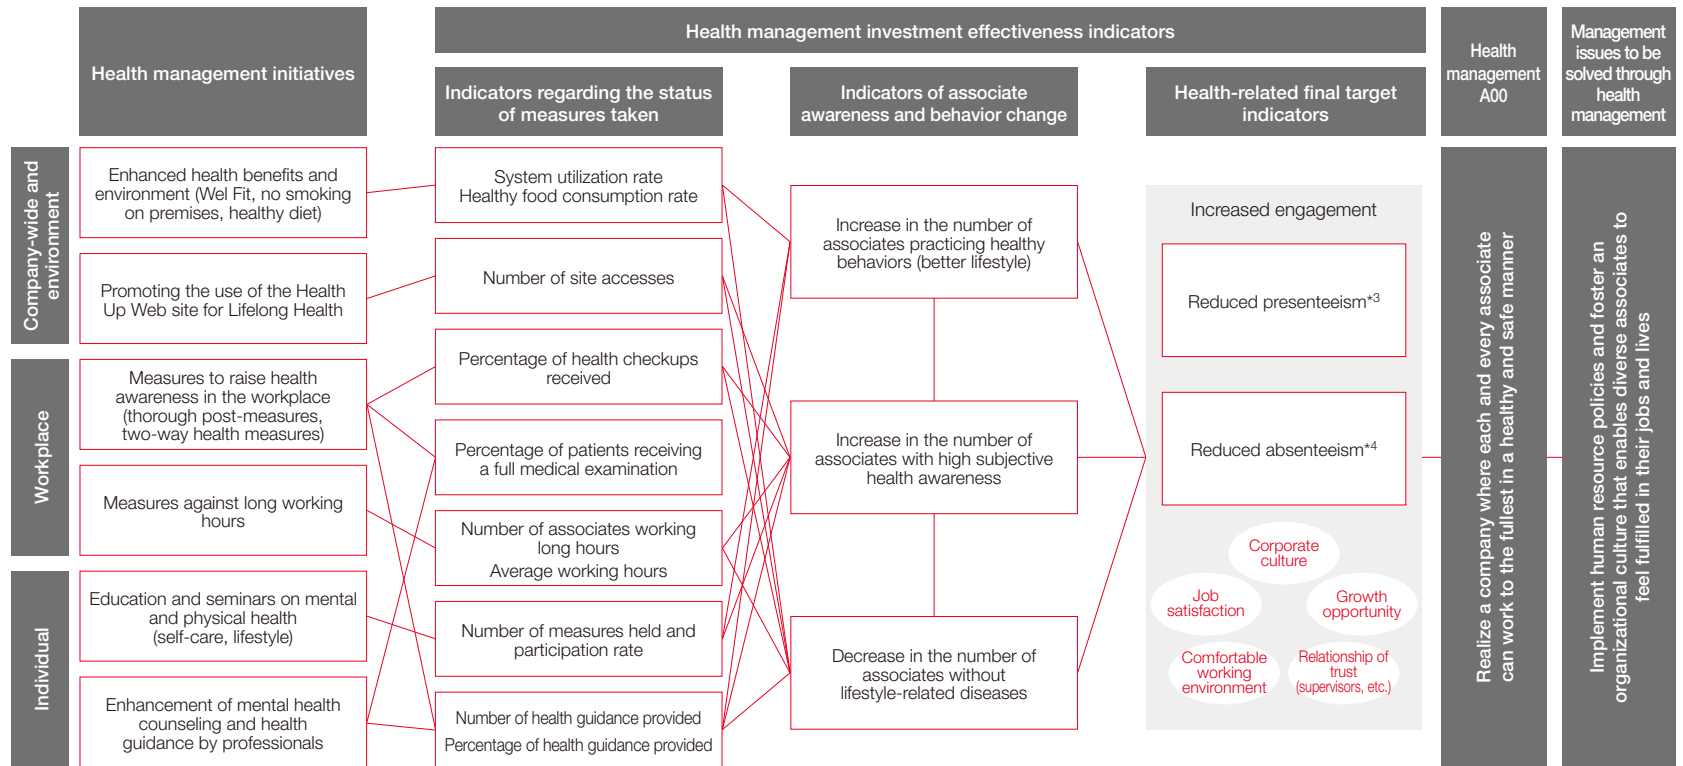 Health management initiatives
Health management investment effectiveness indicators
Indicators regarding the status
of measures taken
Indicators of associate
awareness and behavior change
Health-related final target
indicators
Health
management
A00
Management
issues to be
solved through
health
management
Company-wide and
environment
Workplace
Individual
Enhanced health benefits and
environment (Wel Fit, no smoking
on premises, healthy diet)
Promoting the use of the Health
Up Web site for Lifelong Health
Measures to raise health
awareness in the workplace
(thorough post-measures,
two-way health measures)
Measures against long working
hours
Education and seminars on mental
and physical health
(self-care, lifestyle)
Enhancement of mental health
counseling and health
guidance by professionals
System utilization rate
Healthy food consumption rate
Number of site accesses
Percentage of health checkups
received
Percentage of patients receiving
a full medical examination
Number of associates working
long hours
Average working hours
Number of measures held and
participation rate
Number of health guidance provided
Percentage of health guidance provided
Increase in the number of
associates practicing healthy
behaviors (better lifestyle)
Increase in the number of
associates with high subjective
health awareness
Decrease in the number of
associates without
lifestyle-related diseases
Increased engagement
Reduced presenteeism*3
Reduced absenteeism*4
Corporate
culture
Job
satisfaction
Growth
opportunity
Comfortable
working
environment
Relationship of
trust
(supervisors, etc.)
Realize a company where each and every associate
can work to the fullest in a healthy and safe manner
Implement human resource policies and foster an
organizational culture that enables diverse associates to
feel fulfilled in their jobs and lives